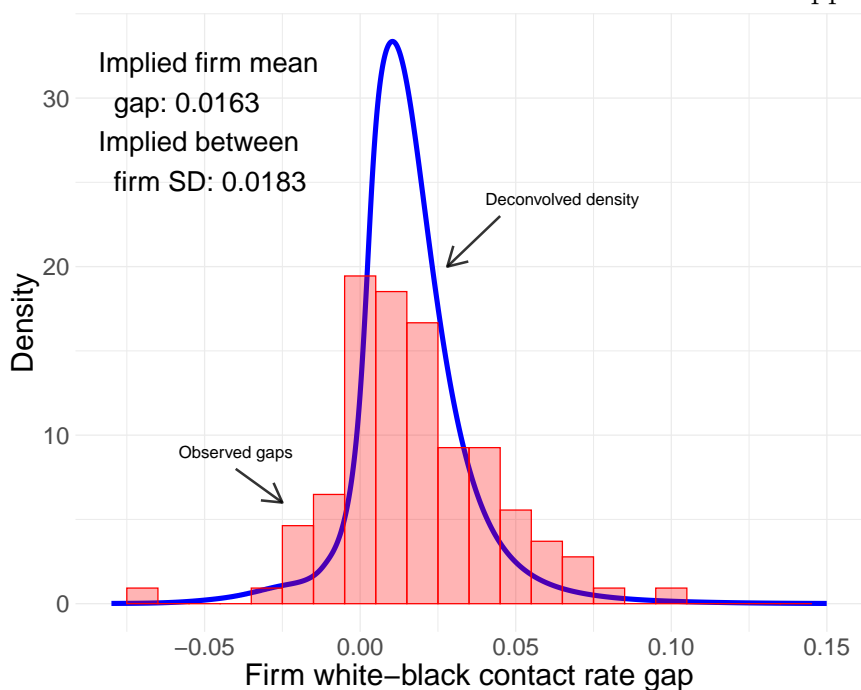 Implied firm mean
gap: 0.0163
Implied between
firm SD: 0.0183
Deconvolved density
Observed gaps
Density
30
20
10
0
−0.05
0.00
0.05
0.10
0.15
Firm white−black contact rate gap